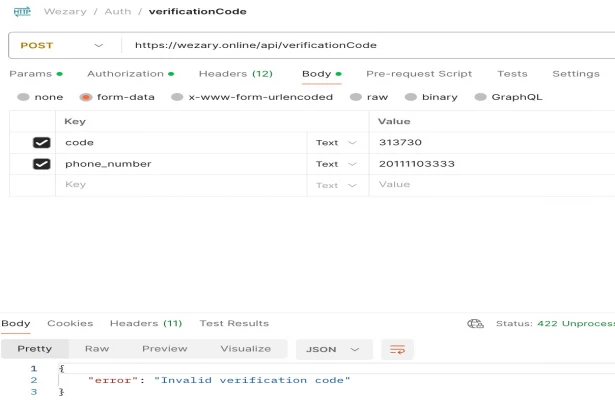 HTTP Wezary / Auth / verificationCode
POST https://wezary.online/api/verificationCode
Params Authorization Headers (12) Body Pre-request Script Tests Settings
none form-data x-www-form-urlencoded raw binary GraphQL
Key Value
code Text 313730
phone_number Text 20111103333
Key Text Value
Body Cookies Headers (11) Test Results Status: 422 Unprocess
Pretty Raw Preview Visualize JSON
1 {
2 "error": "Invalid verification code"
3 }